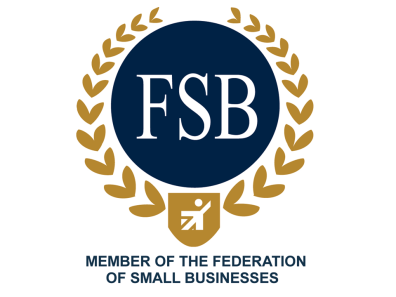 FSB
MEMBER OF THE FEDERATION
OF SMALL BUSINESSES